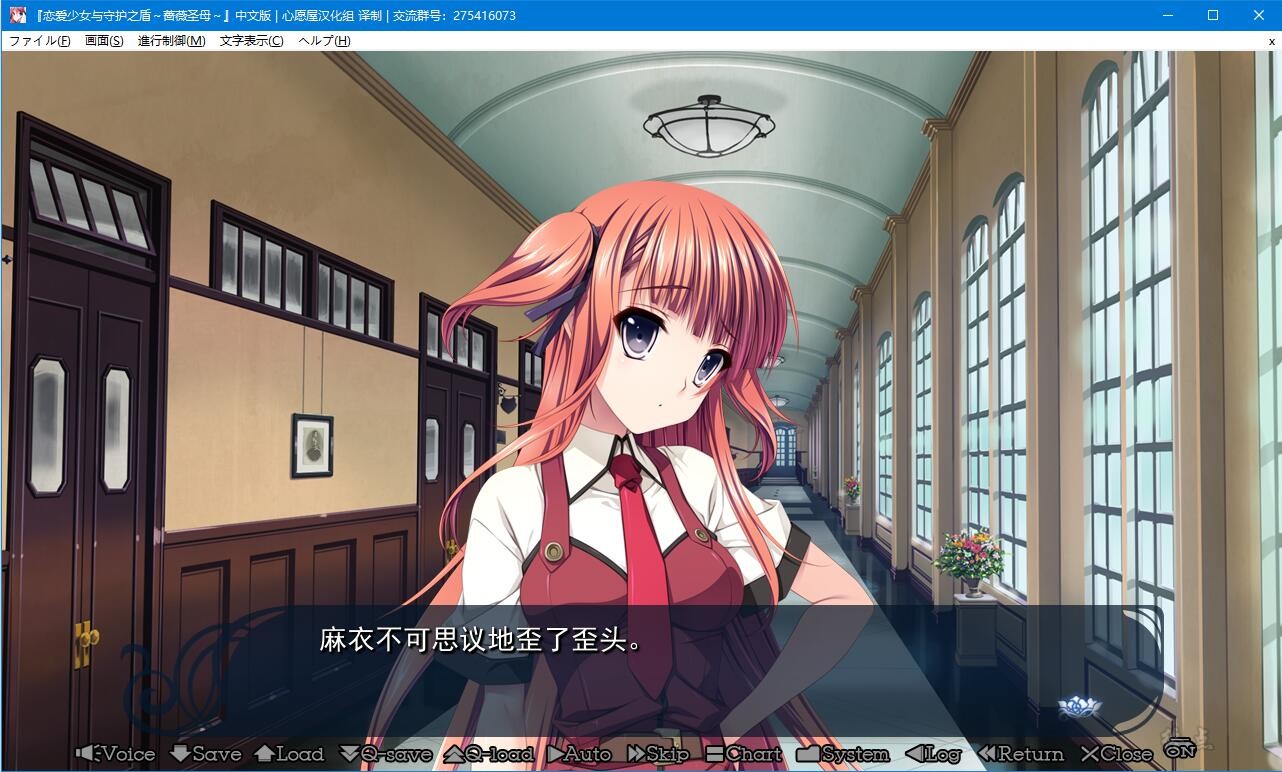 『恋爱少女与守护之盾～蔷薇圣母～』中文版 | 心愿屋汉化组 译制 | 交流群号：275416073
ファイル(F) 画面(S) 進行制御(M) 文字表示(C) ヘルプ(H) x
麻衣不可思议地歪了歪头。
Voice Save Load Q-save Q-load Auto Skip Chart System Log Return Close ON